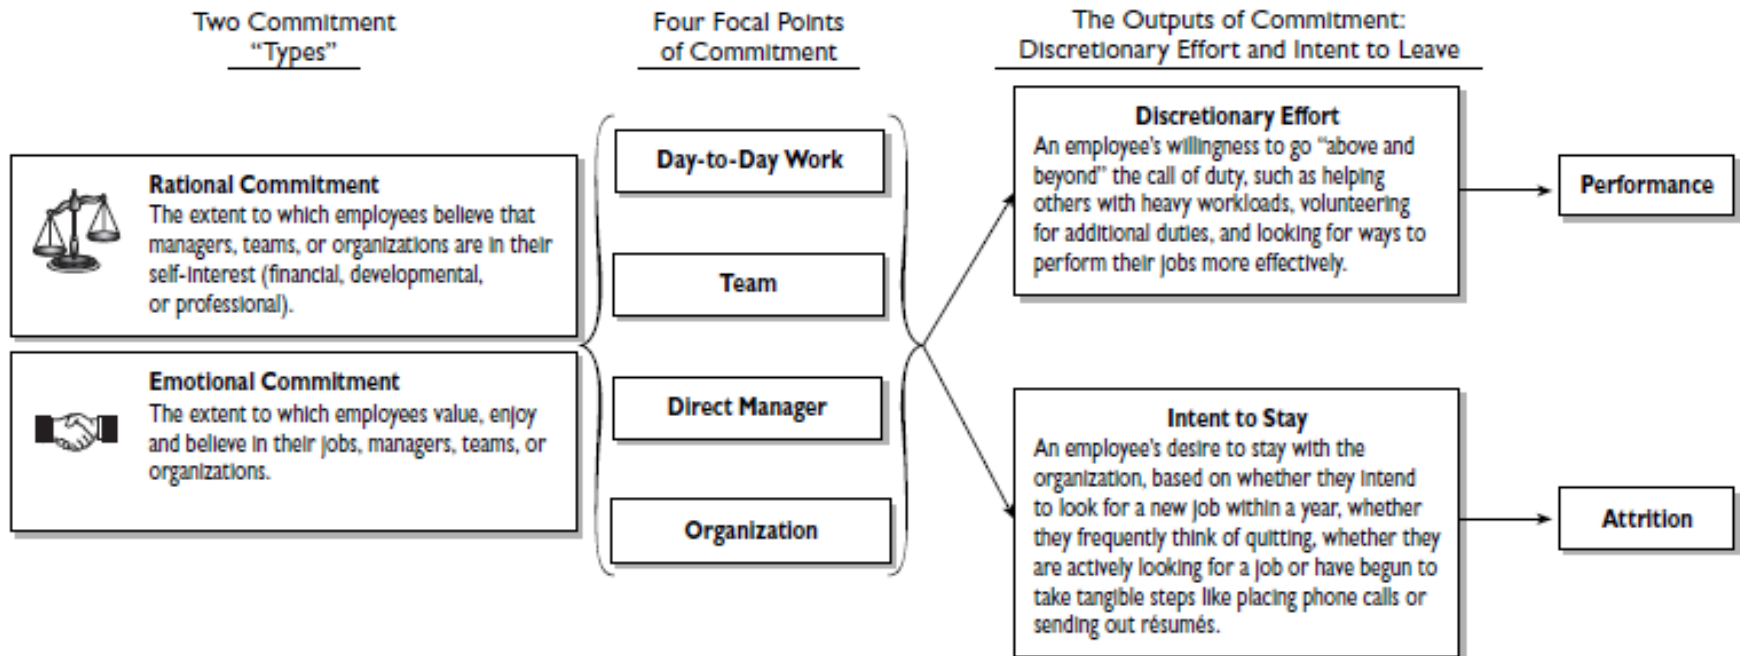 Two Commitment
“Types”
Four Focal Points
of Commitment
The Outputs of Commitment:
Discretionary Effort and Intent to Leave
Rational Commitment
The extent to which employees believe that
managers, teams, or organizations are in their
self-interest (financial, developmental,
or professional).
Emotional Commitment
The extent to which employees value, enjoy
and believe in their jobs, managers, teams, or
organizations.
Day-to-Day Work
Team
Direct Manager
Organization
Discretionary Effort
An employee’s willingness to go “above and
beyond” the call of duty, such as helping
others with heavy workloads, volunteering
for additional duties, and looking for ways to
perform their jobs more effectively.
Intent to Stay
An employee’s desire to stay with the
organization, based on whether they intend
to look for a new job within a year, whether
they frequently think of quitting, whether they
are actively looking for a job or have begun to
take tangible steps like placing phone calls or
sending out résumés.
Performance
Attrition